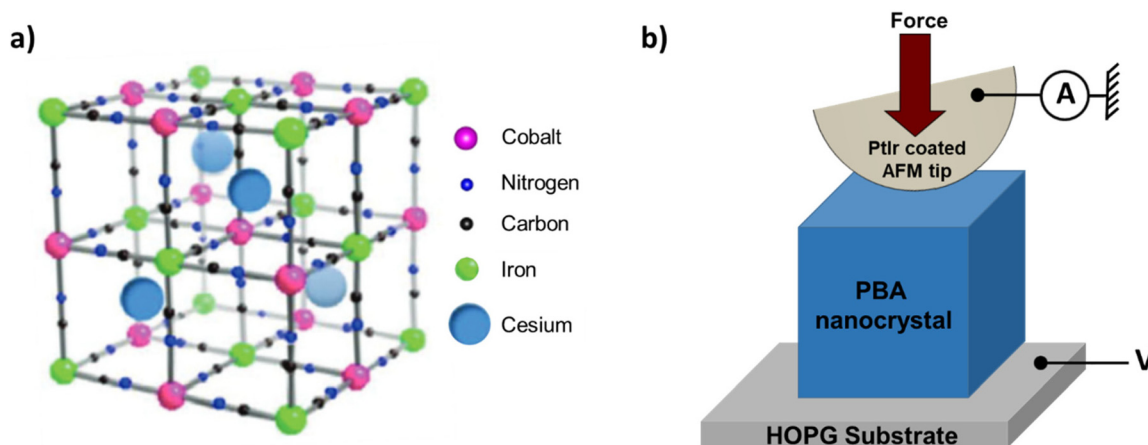 a)
Cobalt
Nitrogen
Carbon
Iron
Cesium
b)
Force
A
PtIr coated
AFM tip
PBA
nanocrystal
V
HOPG Substrate